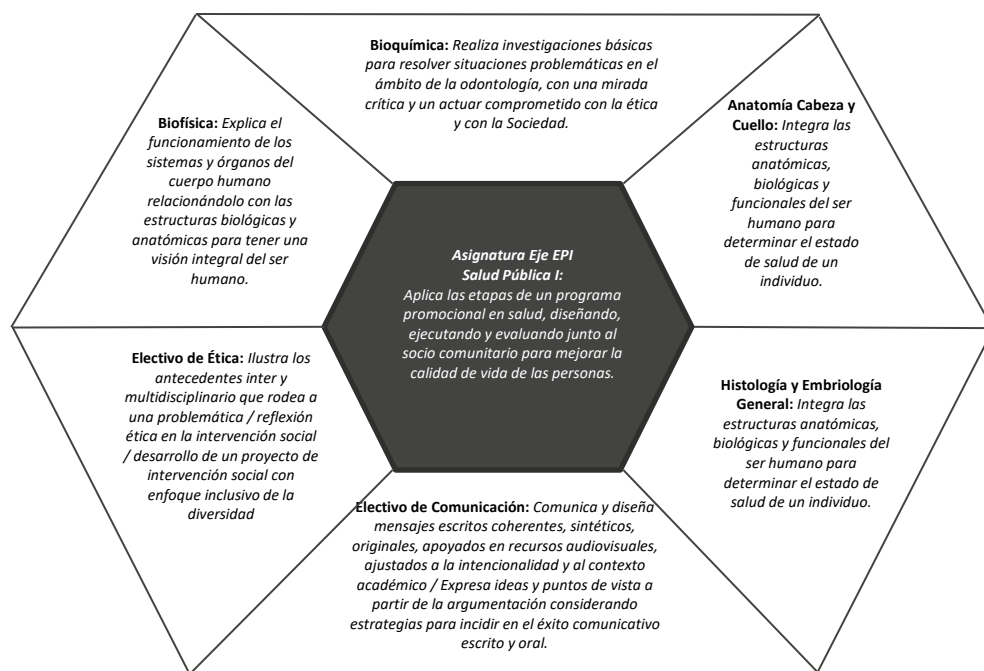 Bioquímica: Realiza investigaciones básicas
para resolver situaciones problemáticas en el
ámbito de la odontología, con una mirada
crítica y un actuar comprometido con la ética
y con la Sociedad.
Biofísica: Explica el
funcionamiento de los
sistemas y órganos del
cuerpo humano
relacionándolo con las
estructuras biológicas y
anatómicas para tener una
visión integral del ser
humano.
Anatomía Cabeza y
Cuello: Integra las
estructuras
anatómicas,
biológicas y
funcionales del ser
humano para
determinar el estado
de salud de un
individuo.
Asignatura Eje EPI
Salud Pública I:
Aplica las etapas de un programa
promocional en salud, diseñando,
ejecutando y evaluando junto al
socio comunitario para mejorar la
calidad de vida de las personas.
Electivo de Ética: Ilustra los
antecedentes inter y
multidisciplinario que rodea a
una problemática / reflexión
ética en la intervención social
/ desarrollo de un proyecto de
intervención social con
enfoque inclusivo de la
diversidad
Histología y Embriología
General: Integra las
estructuras anatómicas,
biológicas y funcionales del
ser humano para
determinar el estado de
salud de un individuo.
Electivo de Comunicación: Comunica y diseña
mensajes escritos coherentes, sintéticos,
originales, apoyados en recursos audiovisuales,
ajustados a la intencionalidad y al contexto
académico / Expresa ideas y puntos de vista a
partir de la argumentación considerando
estrategias para incidir en el éxito comunicativo
escrito y oral.